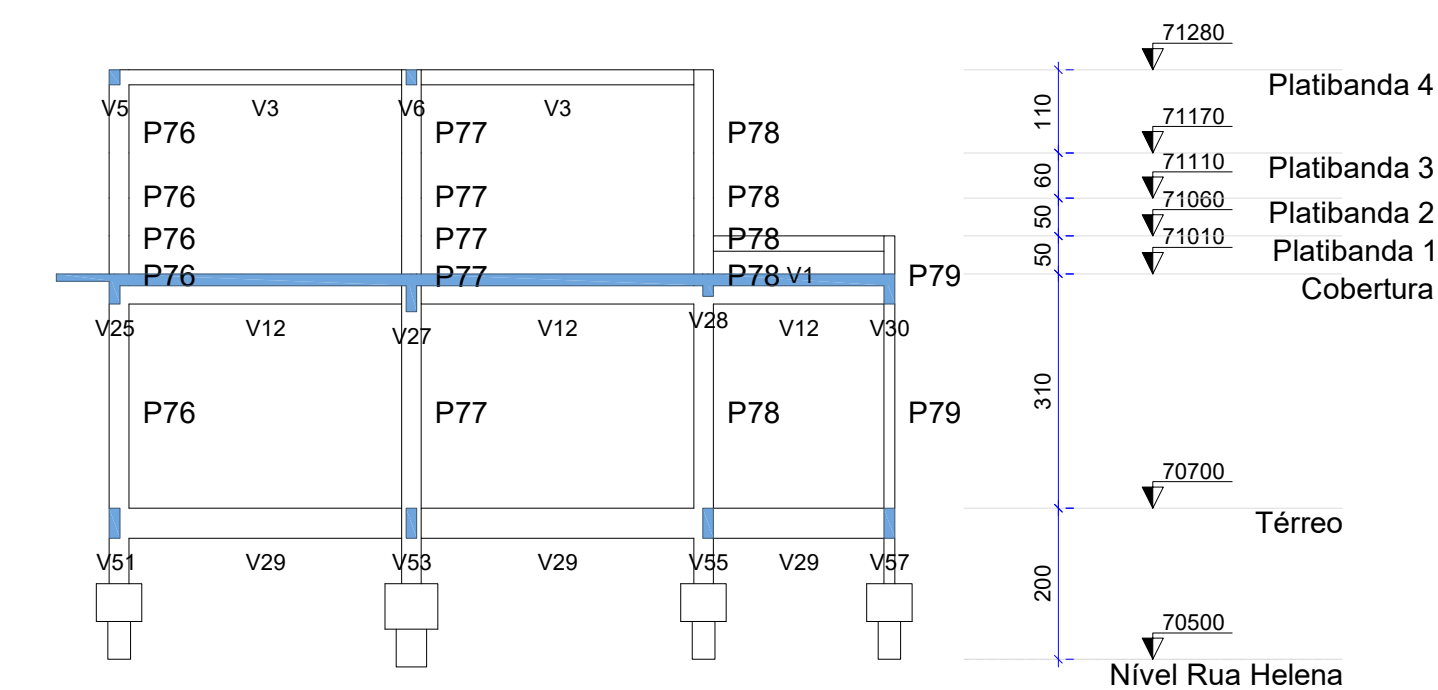 71280
Platibanda 4
V5 V3 V6 V3
110
P76 P77 P78
71170
Platibanda 3
60
71110
P76 P77 P78
Platibanda 2
50
71060
P76 P77 P78
Platibanda 1
50
71010
P76 P77 P78 V1 P79
Cobertura
V25 V12 V27 V12 V28 V12 V30
310
P76 P77 P78 P79
70700
Térreo
V51 V29 V53 V29 V55 V29 V57
200
70500
Nível Rua Helena